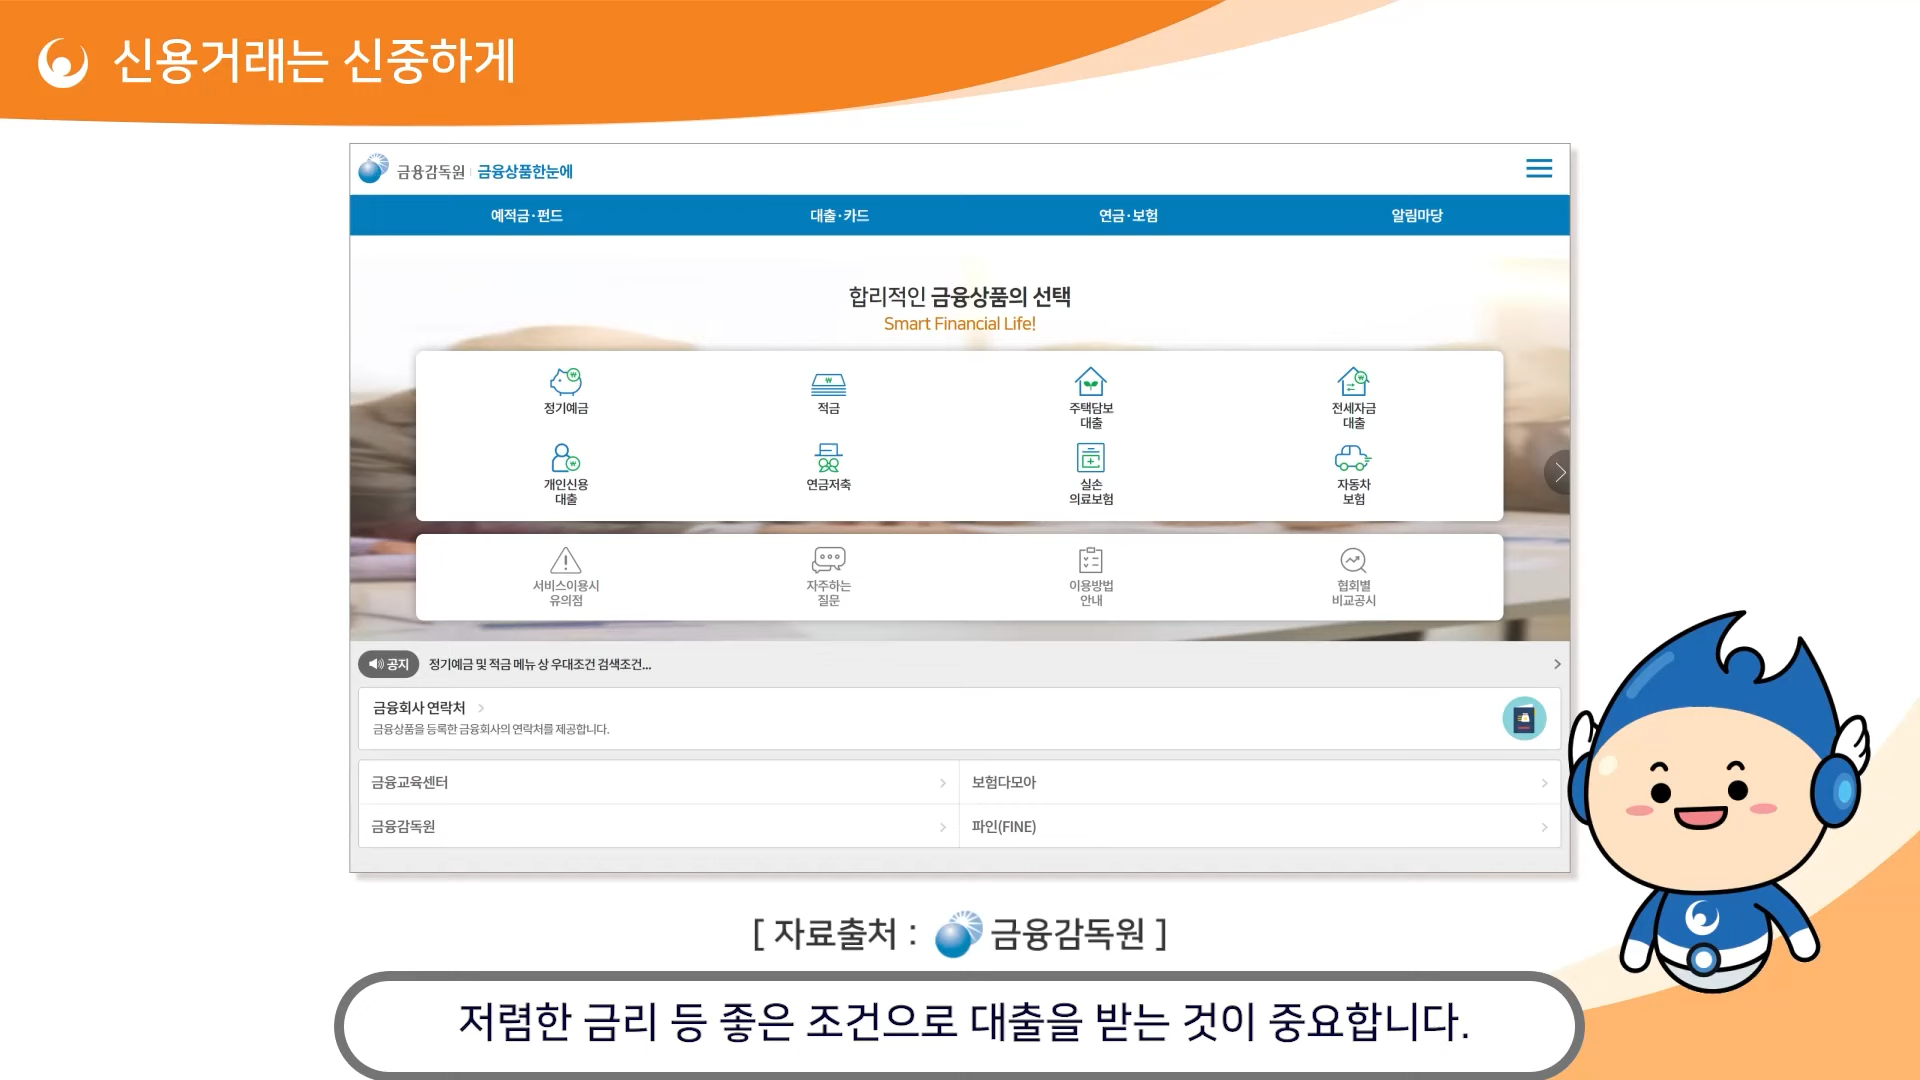 신용거래는 신중하게
금융감독원 | 금융상품한눈에
예적금·펀드
대출·카드
연금·보험
알림마당
합리적인 금융상품의 선택
Smart Financial Life!
정기예금
적금
주택담보
대출
전세자금
대출
개인신용
대출
연금저축
실손
의료보험
자동차
보험
서비스이용시
유의점
자주하는
질문
이용방법
안내
협회별
비교공시
공지
정기예금 및 적금 메뉴 상 우대조건 검색조건...
금융회사 연락처
금융상품을 등록한 금융회사의 연락처를 제공합니다.
금융교육센터
보험다모아
금융감독원
파인(FINE)
[ 자료출처 : 금융감독원 ]
저렴한 금리 등 좋은 조건으로 대출을 받는 것이 중요합니다.